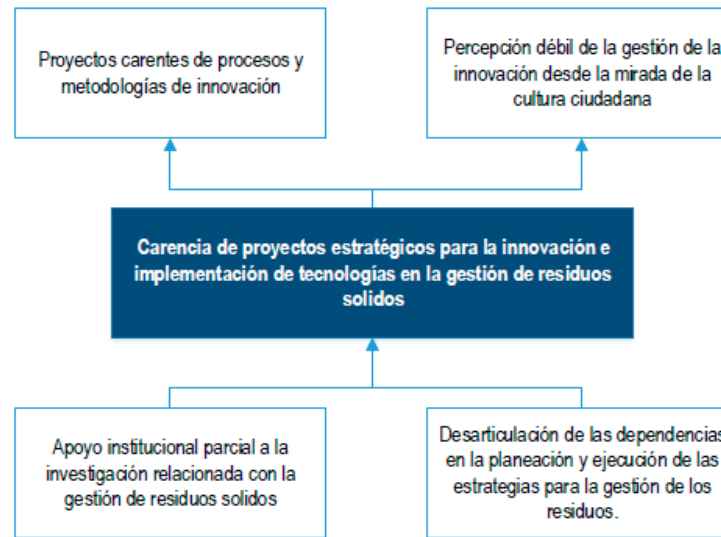 Proyectos carentes de procesos y
metodologías de innovación
Percepción débil de la gestión de la
innovación desde la mirada de la
cultura ciudadana
Carencia de proyectos estratégicos para la innovación e
implementación de tecnologías en la gestión de residuos
solidos
Apoyo institucional parcial a la
investigación relacionada con la
gestión de residuos solidos
Desarticulación de las dependencias
en la planeación y ejecución de las
estrategias para la gestión de los
residuos.